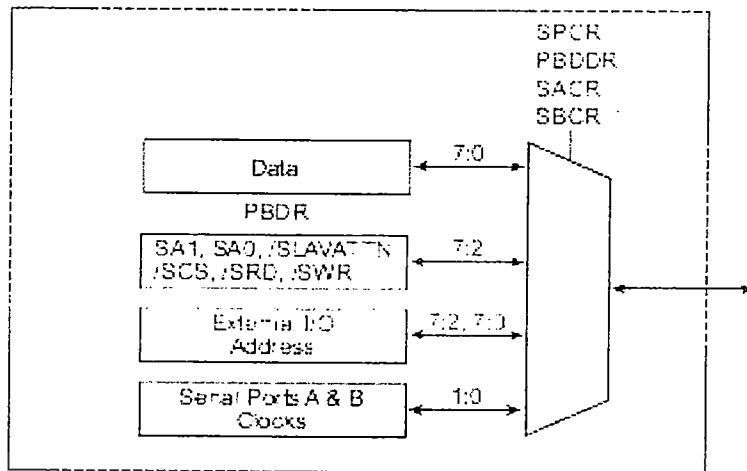 SPCR
PBDDR
SACR
SBCR
Data
7:0
PBDR
SA1, SA0, /SLAVATTN
/SCS, /SRD, /SWR
7:2
External I/O
Address
7:2, 7:0
Serial Ports A & B
Clocks
1:0